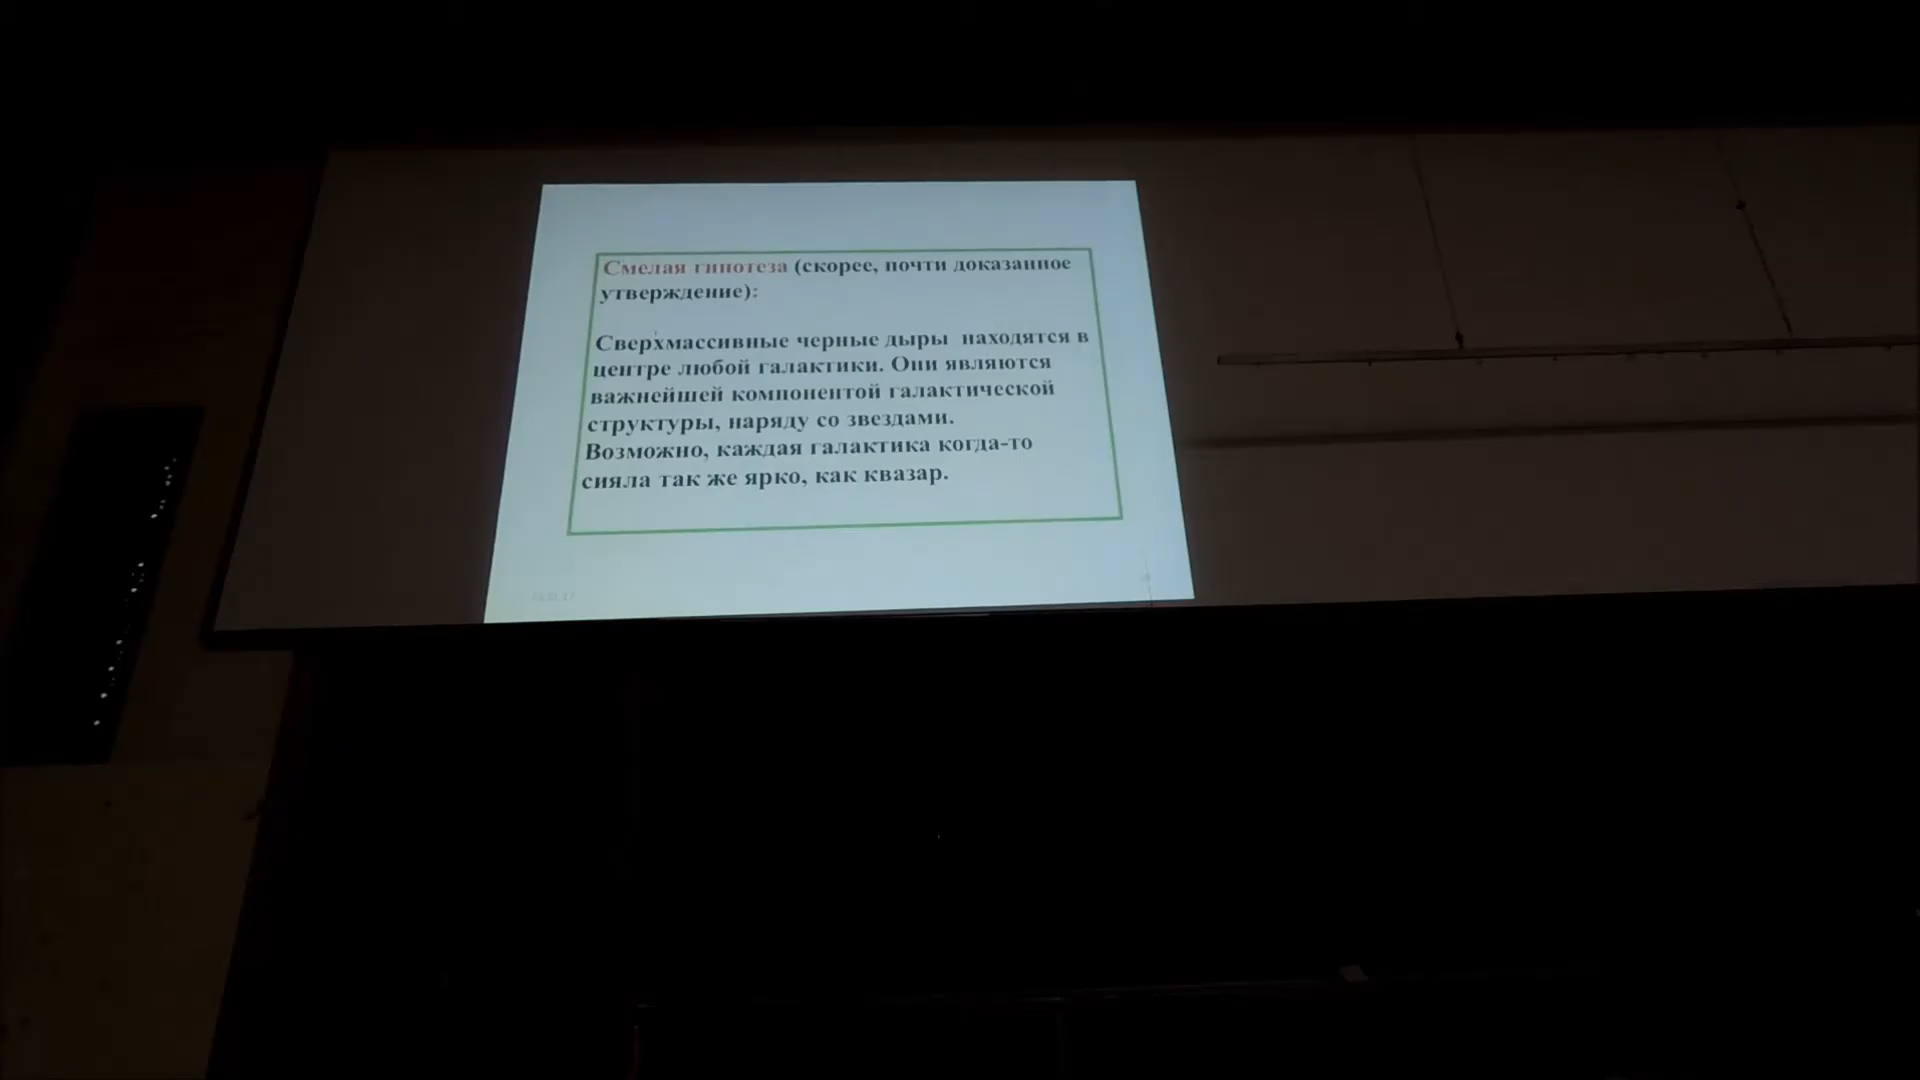 Смелая гипотеза (скорее, почти доказанное
утверждение):
Сверхмассивные черные дыры находятся в
центре любой галактики. Они являются
важнейшей компонентой галактической
структуры, наряду со звездами.
Возможно, каждая галактика когда-то
сияла так же ярко, как квазар.